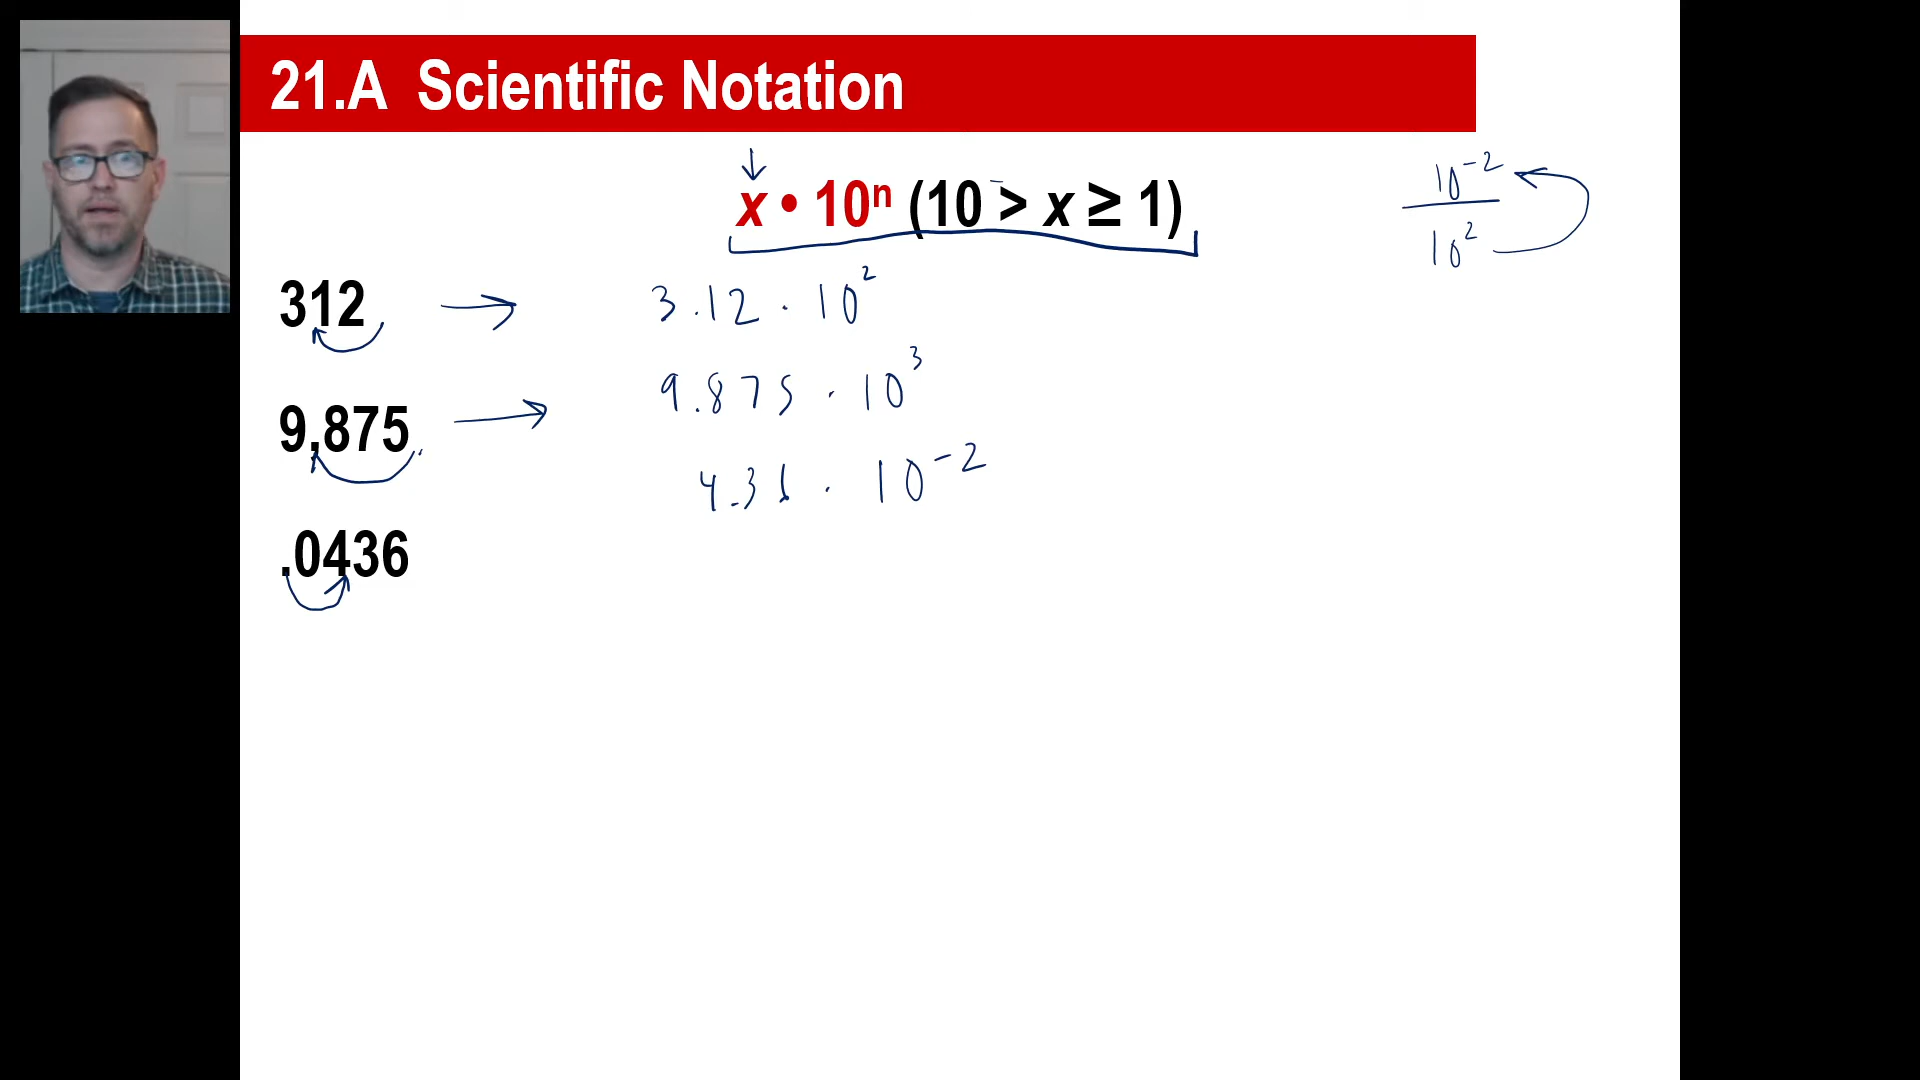 21.A Scientific Notation
x • 10ⁿ (10 > x ≥ 1)
10⁻²
10²
312 → 3.12 · 10²
9,875. → 9.875 · 10³
4.36 · 10⁻²
.0436